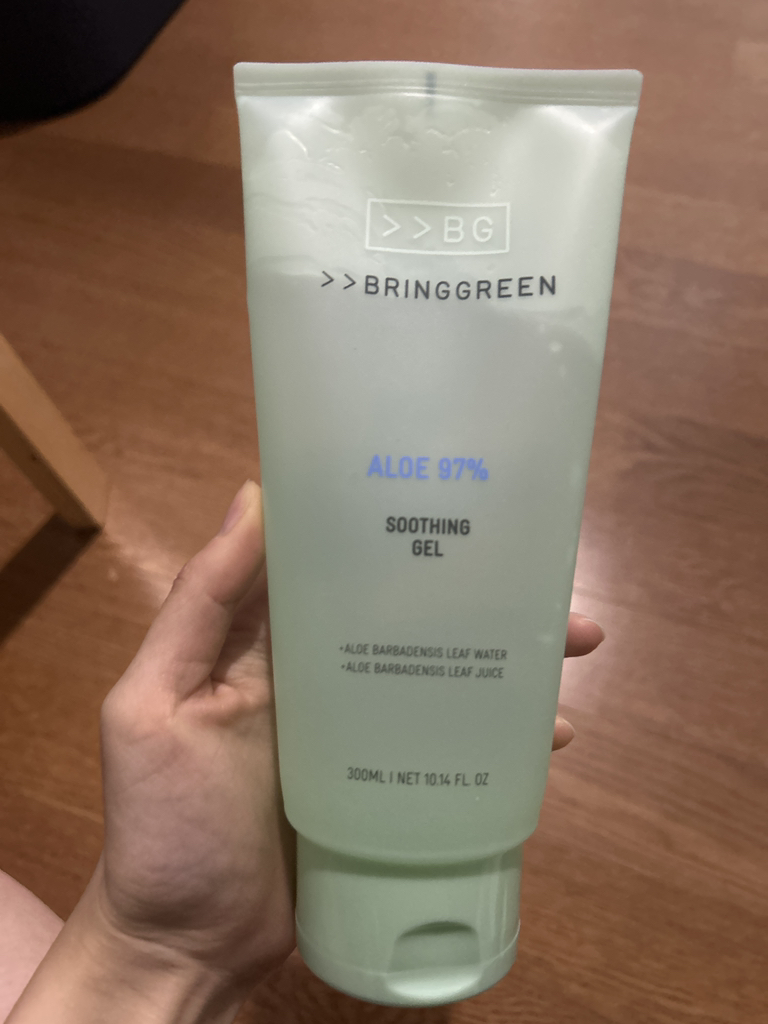 >>BG
>>BRINGGREEN
ALOE 97%
SOOTHING
GEL
•ALOE BARBADENSIS LEAF WATER
•ALOE BARBADENSIS LEAF JUICE
300ML | NET 10.14 FL. OZ